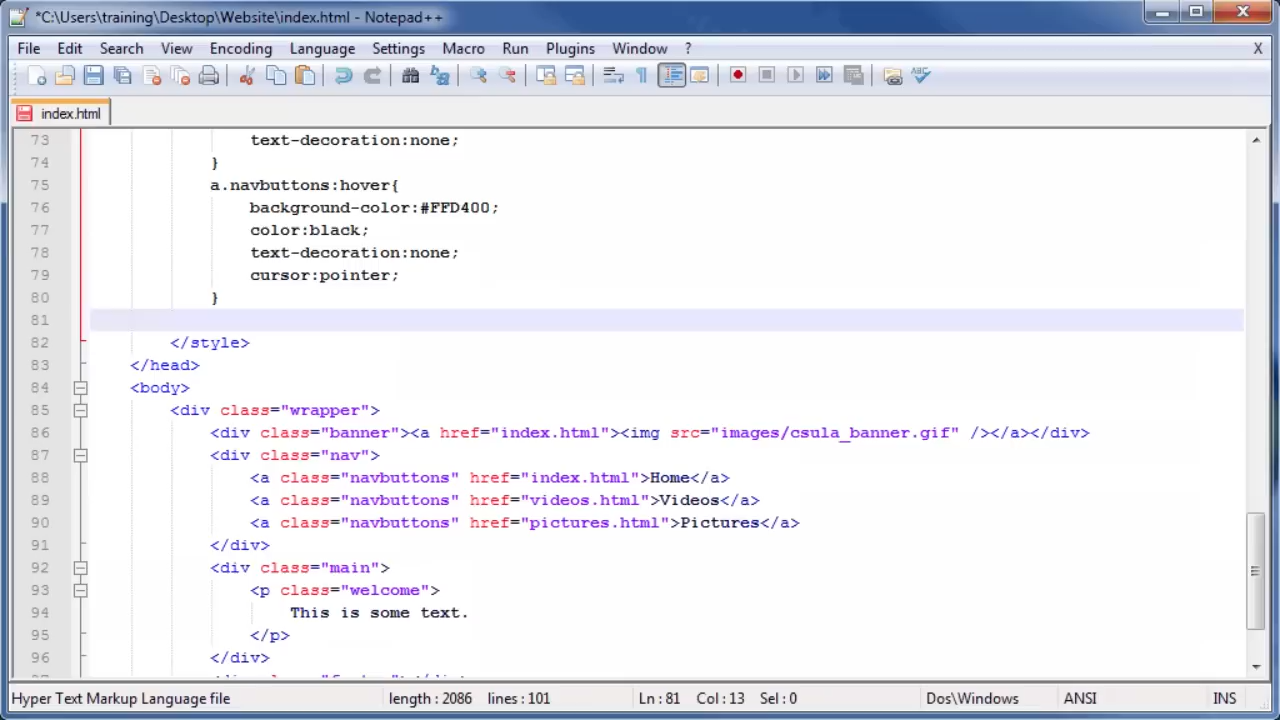 *C:\Users\training\Desktop\Website\index.html - Notepad++
File Edit Search View Encoding Language Settings Macro Run Plugins Window ? X
index.html
73 text-decoration:none;
74 }
75 a.navbuttons:hover{
76 background-color:#FFD400;
77 color:black;
78 text-decoration:none;
79 cursor:pointer;
80 }
81
82 </style>
83 </head>
84 <body>
85 <div class="wrapper">
86 <div class="banner"><a href="index.html"><img src="images/csula_banner.gif" /></a></div>
87 <div class="nav">
88 <a class="navbuttons" href="index.html">Home</a>
89 <a class="navbuttons" href="videos.html">Videos</a>
90 <a class="navbuttons" href="pictures.html">Pictures</a>
91 </div>
92 <div class="main">
93 <p class="welcome">
94 This is some text.
95 </p>
96 </div>
Hyper Text Markup Language file length : 2086 lines : 101 Ln : 81 Col : 13 Sel : 0 Dos\Windows ANSI INS